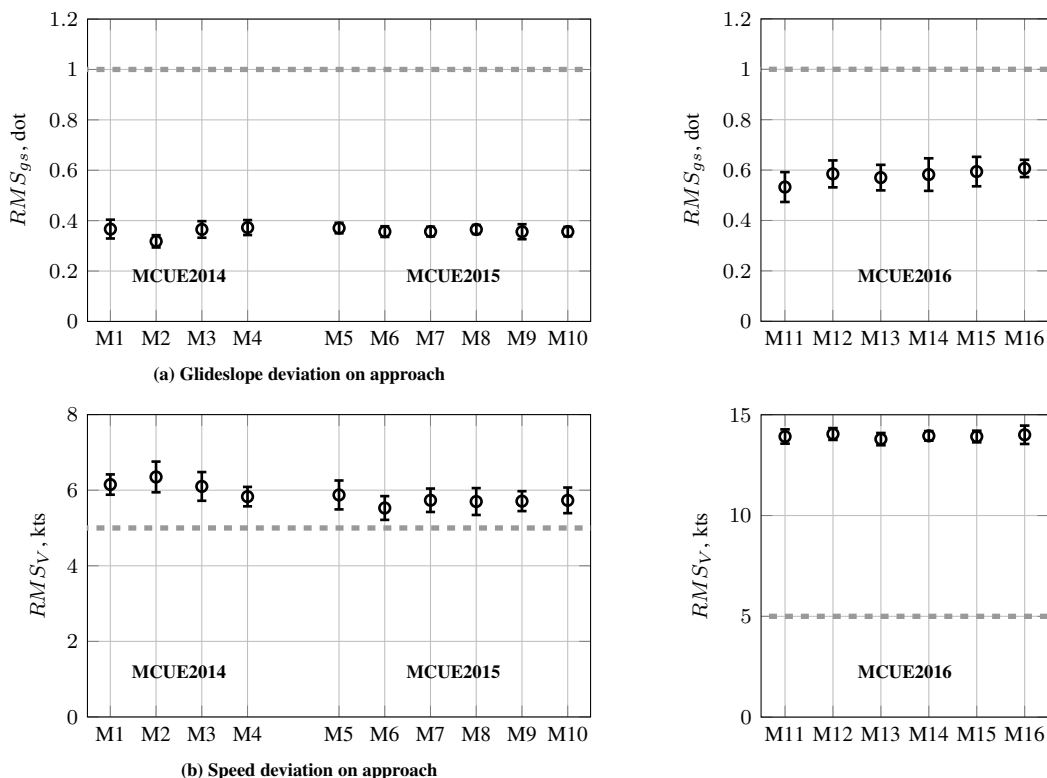 1.2
1
0.8
0.6
0.4
0.2
0
RMS_gs, dot
MCUE2014
MCUE2015
M1 M2 M3 M4 M5 M6 M7 M8 M9 M10
1.2
1
0.8
0.6
0.4
0.2
0
RMS_gs, dot
MCUE2016
M11 M12 M13 M14 M15 M16
(a) Glideslope deviation on approach
8
6
4
2
0
RMS_V, kts
MCUE2014
MCUE2015
M1 M2 M3 M4 M5 M6 M7 M8 M9 M10
15
10
5
0
RMS_V, kts
MCUE2016
M11 M12 M13 M14 M15 M16
(b) Speed deviation on approach